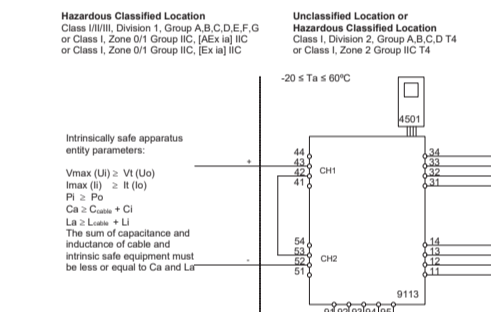 Hazardous Classified Location
Class I/II/III, Division 1, Group A,B,C,D,E,F,G
or Class I, Zone 0/1 Group IIC, [AEx ia] IIC
or Class I, Zone 0/1 Group IIC, [Ex ia] IIC
Unclassified Location or
Hazardous Classified Location
Class I, Division 2, Group A,B,C,D T4
or Class I, Zone 2 Group IIC T4
-20 ≤ Ta ≤ 60ºC
4501
Intrinsically safe apparatus
entity parameters:
Vmax (Ui) ≥ Vt (Uo)
Imax (Ii) ≥ It (Io)
Pi ≥ Po
Ca ≥ Ccable + Ci
La ≥ Lcable + Li
The sum of capacitance and
inductance of cable and
intrinsic safe equipment must
be less or equal to Ca and La
+
-
44
43
42
41
CH1
34
33
32
31
54
53
52
51
CH2
14
13
12
11
9113